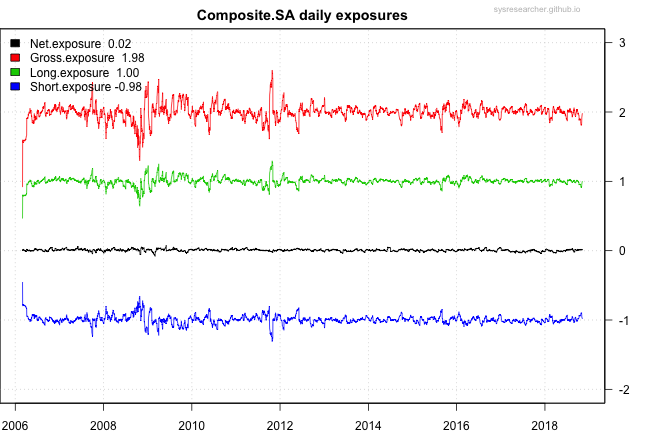 Composite.SA daily exposures
sysresearcher.github.io
Net.exposure 0.02
Gross.exposure 1.98
Long.exposure 1.00
Short.exposure -0.98
3
2
1
0
-1
-2
2006 2008 2010 2012 2014 2016 2018